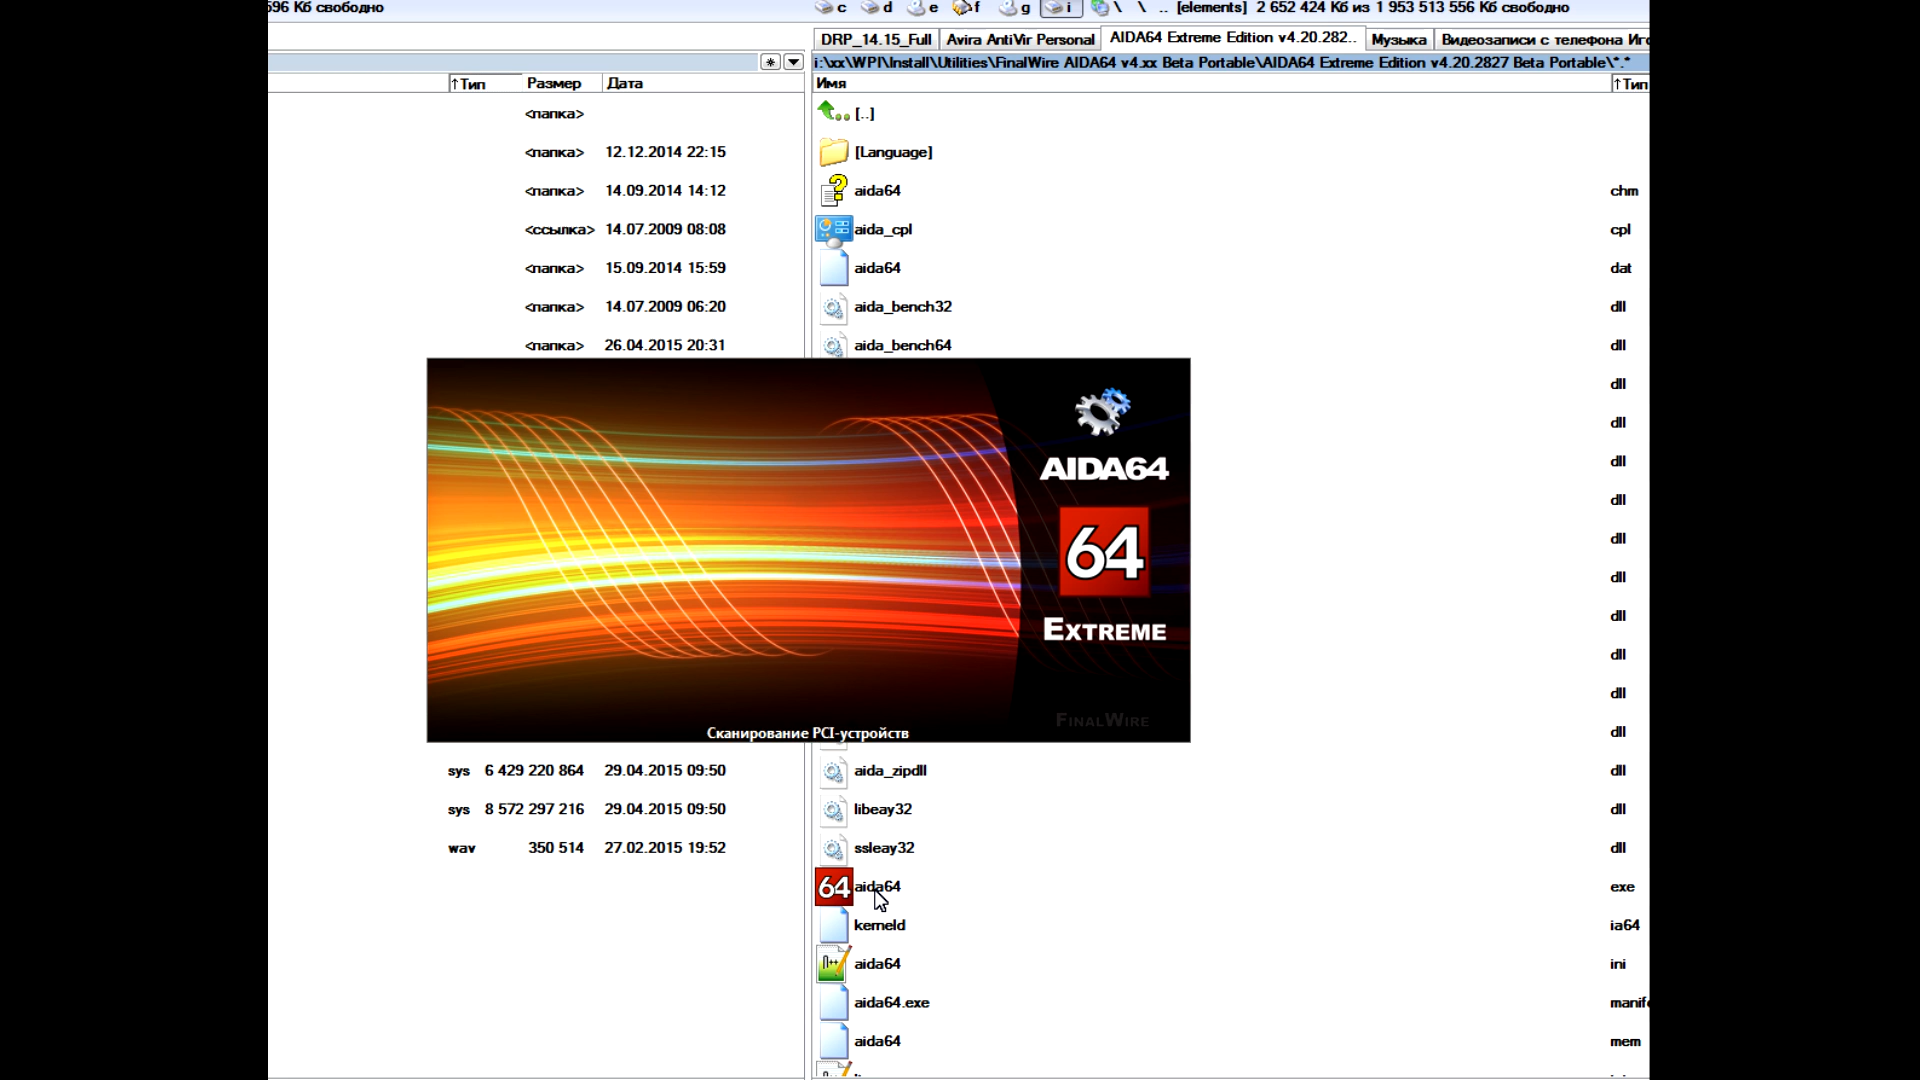 596 Кб свободно
c d e f g i \ \ .. [elements] 2 652 424 Кб из 1 953 513 556 Кб свободно
DRP_14.15_Full Avira AntiVir Personal AIDA64 Extreme Edition v4.20.282.. Музыка Видеозаписи с телефона
i:\xx\WPI\Install\Utilities\FinalWire AIDA64 v4.xx Beta Portable\AIDA64 Extreme Edition v4.20.2827 Beta Portable\*.*
↑Тип Размер Дата
Имя ↑Тип
<папка>
[..]
<папка> 12.12.2014 22:15
[Language]
<папка> 14.09.2014 14:12
aida64 chm
<ссылка> 14.07.2009 08:08
aida_cpl cpl
<папка> 15.09.2014 15:59
aida64 dat
<папка> 14.07.2009 06:20
aida_bench32 dll
<папка> 26.04.2015 20:31
aida_bench64 dll
dll
dll
dll
dll
dll
dll
dll
dll
dll
dll
AIDA64
64
EXTREME
FINALWIRE
Сканирование PCI-устройств
sys 6 429 220 864 29.04.2015 09:50
aida_zipdll dll
sys 8 572 297 216 29.04.2015 09:50
libeay32 dll
wav 350 514 27.02.2015 19:52
ssleay32 dll
64 aida64 exe
kerneld ia64
aida64 ini
aida64.exe
aida64 mem